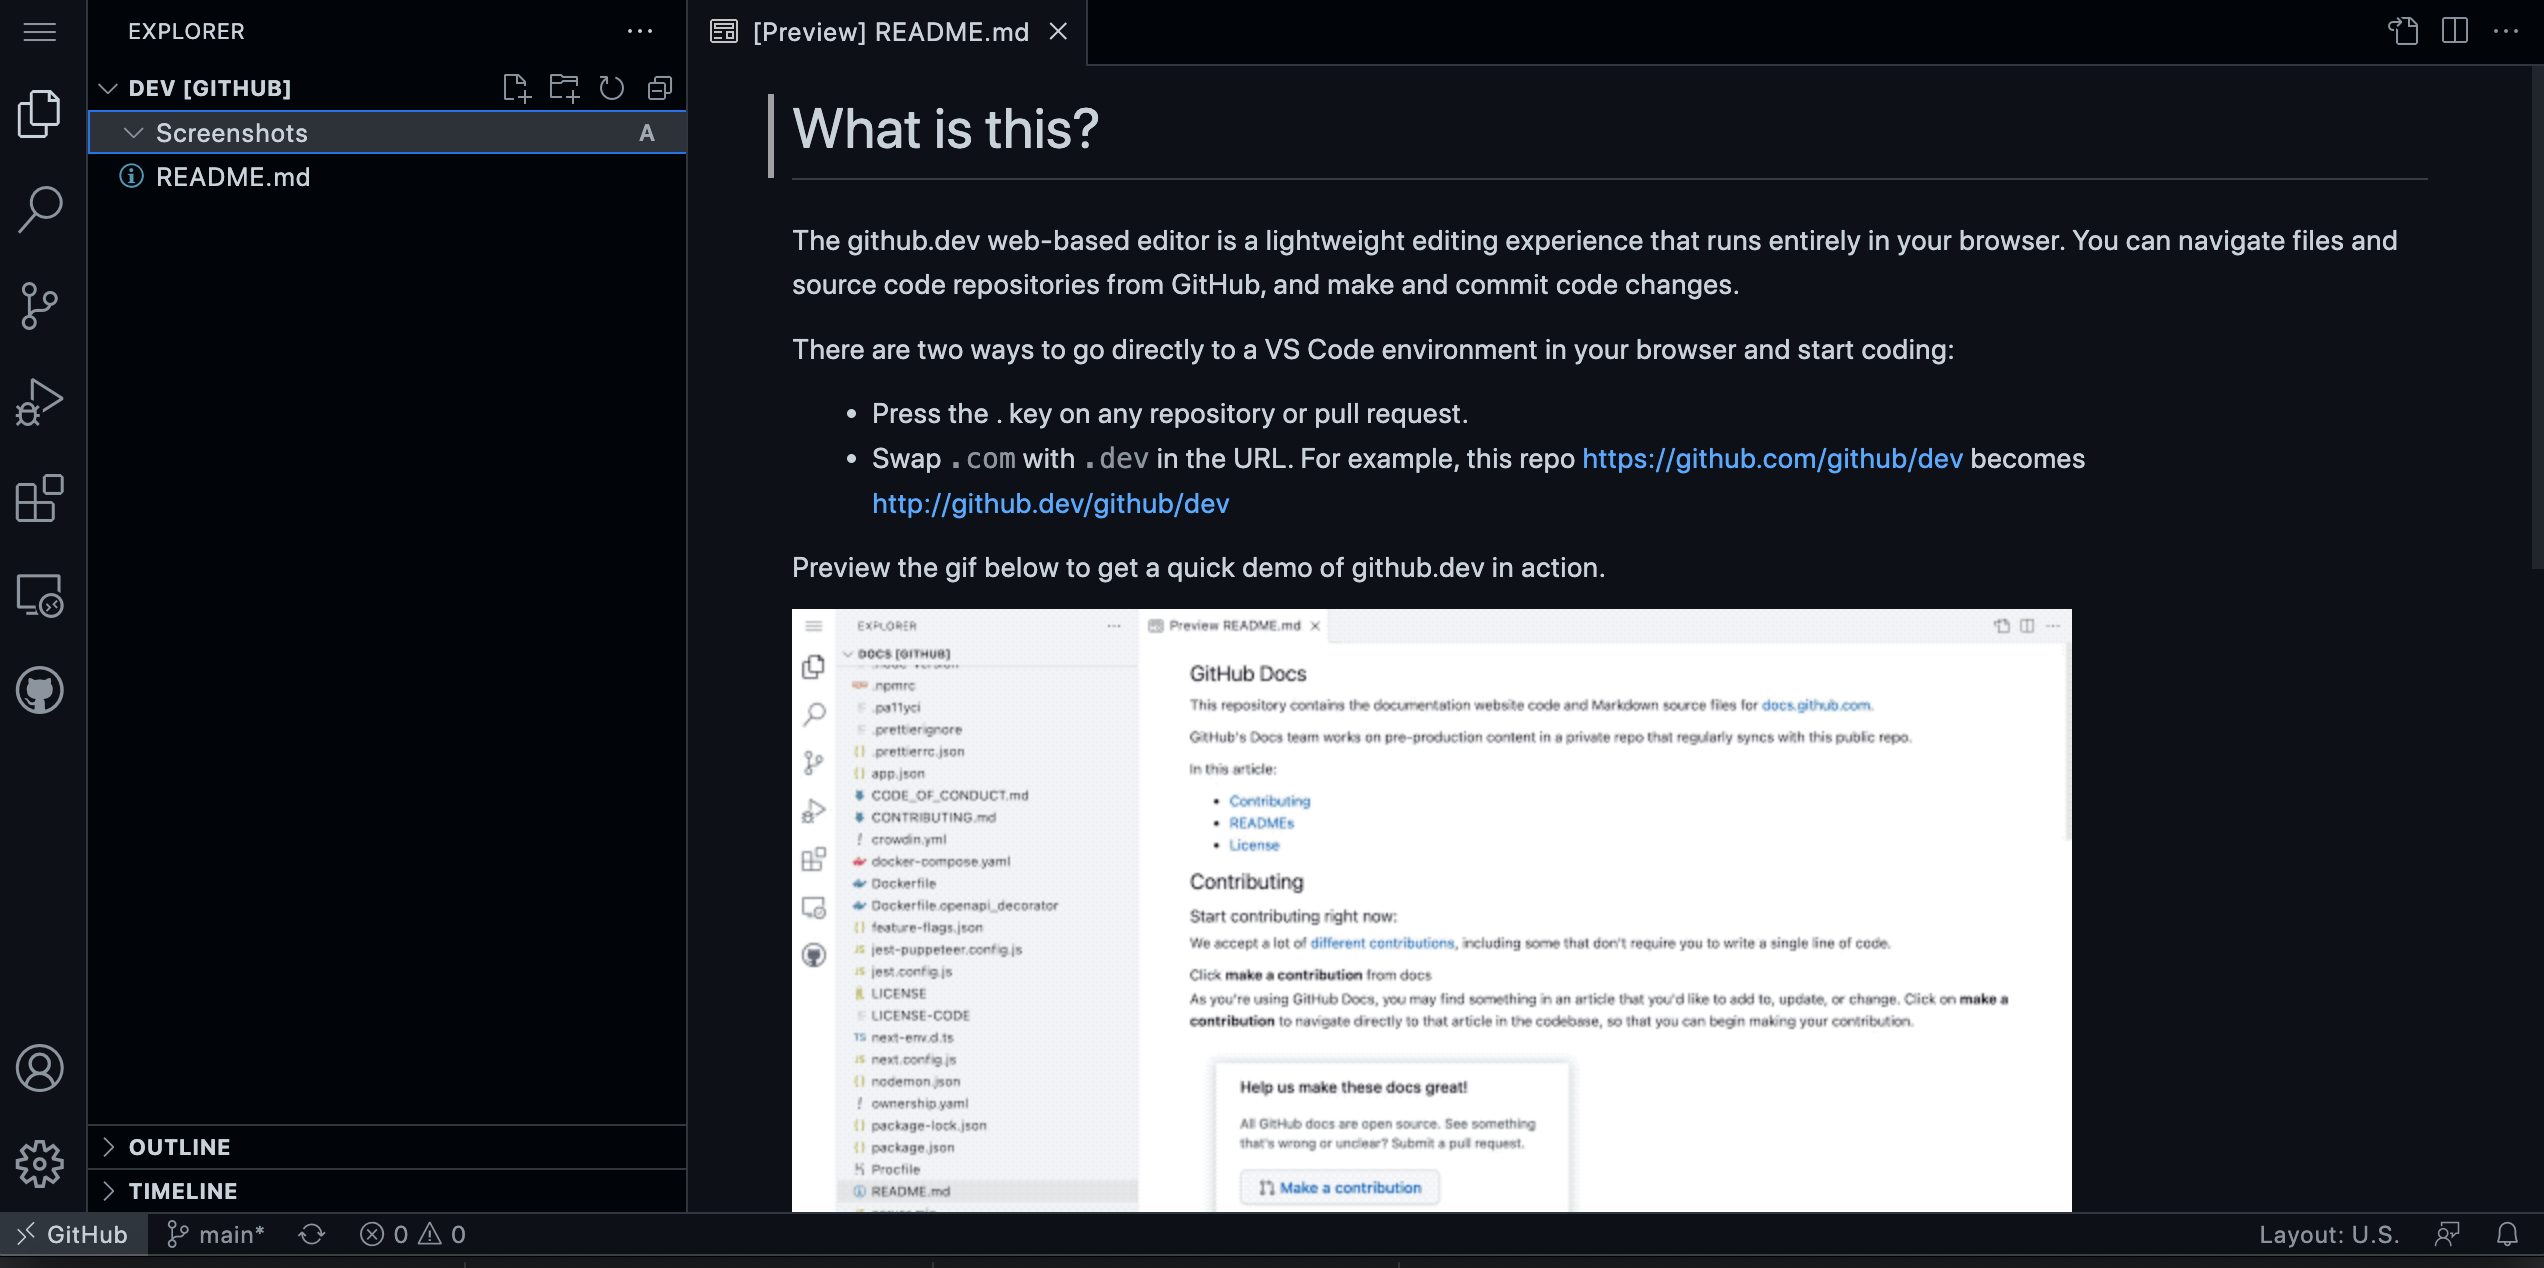 EXPLORER
DEV [GITHUB]
Screenshots A
README.md
OUTLINE
TIMELINE
[Preview] README.md
What is this?
The github.dev web-based editor is a lightweight editing experience that runs entirely in your browser. You can navigate files and
source code repositories from GitHub, and make and commit code changes.
There are two ways to go directly to a VS Code environment in your browser and start coding:
• Press the . key on any repository or pull request.
• Swap .com with .dev in the URL. For example, this repo https://github.com/github/dev becomes
http://github.dev/github/dev
Preview the gif below to get a quick demo of github.dev in action.
EXPLORER
DOCS [GITHUB]
.node-version
.npmrc
.pa11yci
.prettierignore
.prettierrc.json
app.json
CODE_OF_CONDUCT.md
CONTRIBUTING.md
crowdin.yml
docker-compose.yaml
Dockerfile
Dockerfile.openapi_decorator
feature-flags.json
jest-puppeteer.config.js
jest.config.js
LICENSE
LICENSE-CODE
next-env.d.ts
next.config.js
nodemon.json
ownership.yaml
package-lock.json
package.json
Procfile
README.md
Preview README.md
GitHub Docs
This repository contains the documentation website code and Markdown source files for docs.github.com.
GitHub's Docs team works on pre-production content in a private repo that regularly syncs with this public repo.
In this article:
• Contributing
• READMEs
• License
Contributing
Start contributing right now:
We accept a lot of different contributions, including some that don't require you to write a single line of code.
Click make a contribution from docs
As you're using GitHub Docs, you may find something in an article that you'd like to add to, update, or change. Click on make a
contribution to navigate directly to that article in the codebase, so that you can begin making your contribution.
Help us make these docs great!
All GitHub docs are open source. See something
that's wrong or unclear? Submit a pull request.
Make a contribution
GitHub main* 0 0 Layout: U.S.